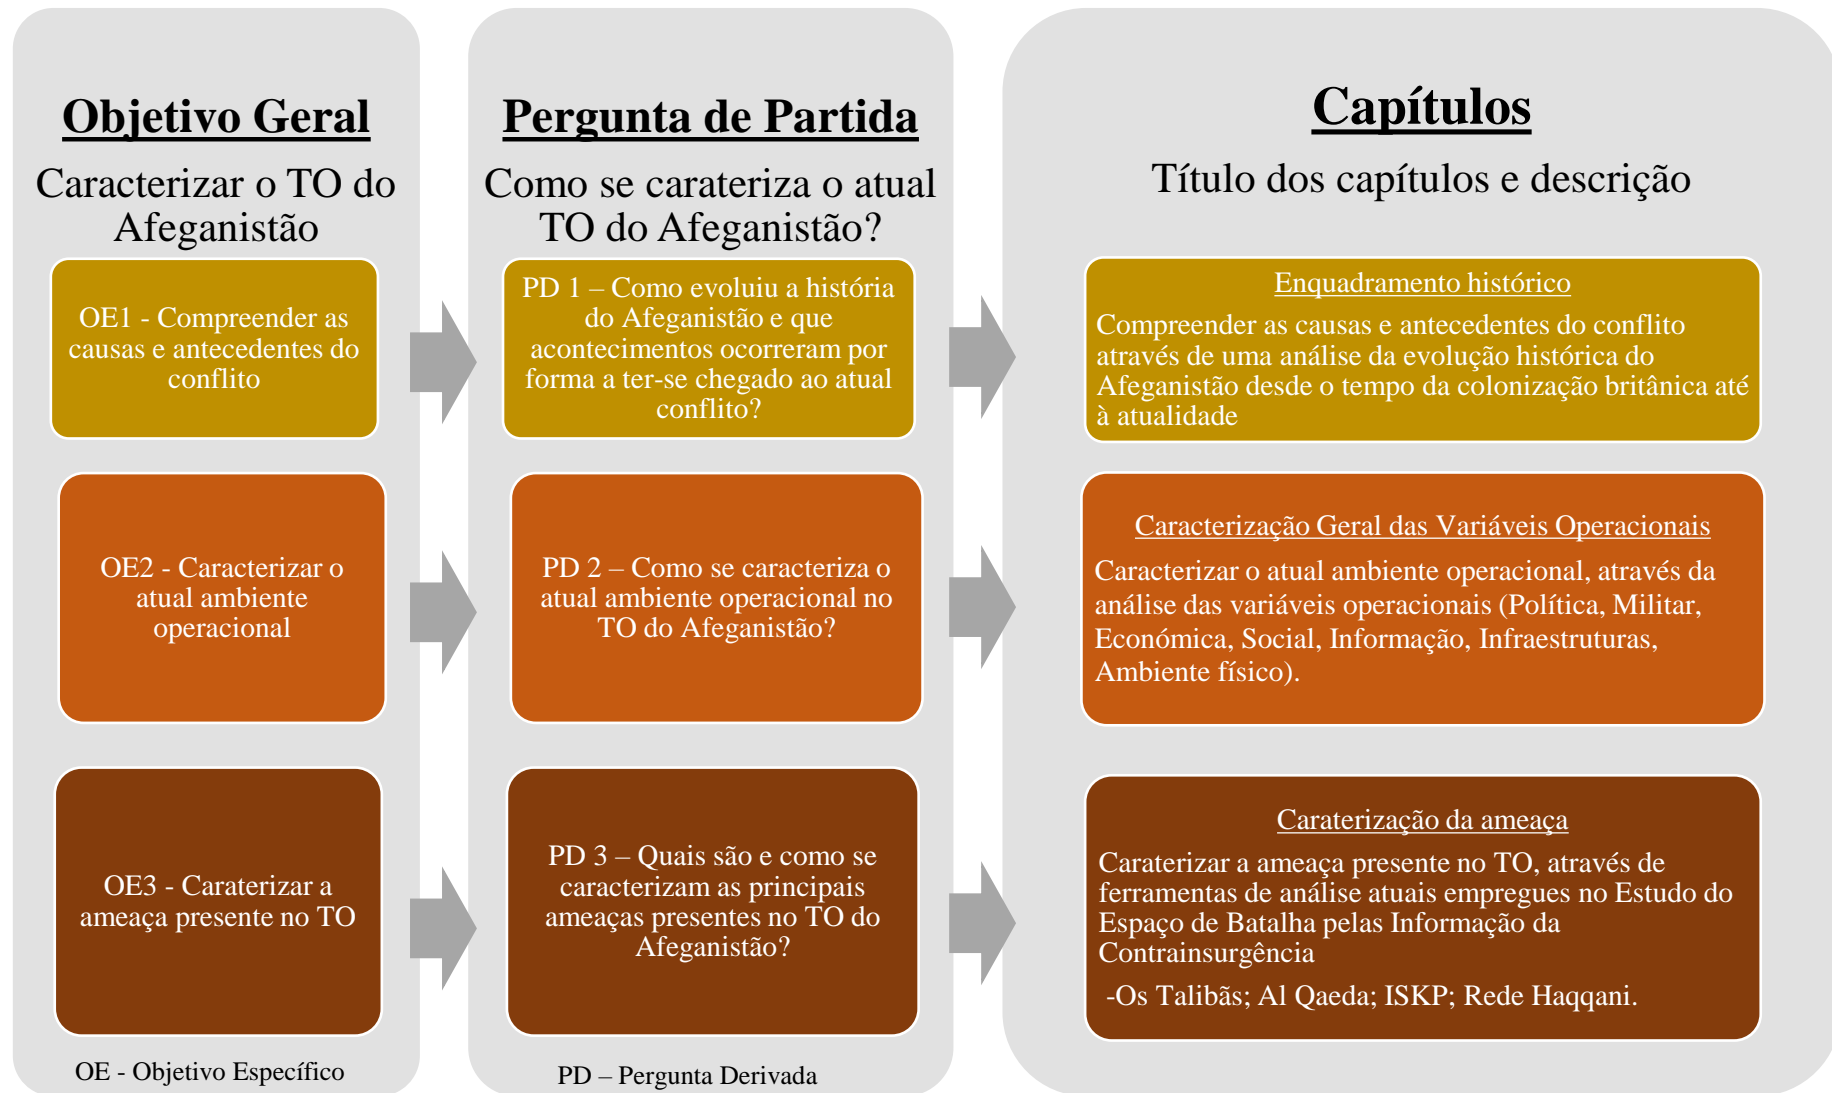 Objetivo Geral
Caracterizar o TO do
Afeganistão
OE1 - Compreender as
causas e antecedentes do
conflito
OE2 - Caracterizar o
atual ambiente
operacional
OE3 - Caraterizar a
ameaça presente no TO
OE - Objetivo Específico
Pergunta de Partida
Como se carateriza o atual
TO do Afeganistão?
PD 1 – Como evoluiu a história
do Afeganistão e que
acontecimentos ocorreram por
forma a ter-se chegado ao atual
conflito?
PD 2 – Como se caracteriza o
atual ambiente operacional no
TO do Afeganistão?
PD 3 – Quais são e como se
caracterizam as principais
ameaças presentes no TO do
Afeganistão?
PD – Pergunta Derivada
Capítulos
Título dos capítulos e descrição
Enquadramento histórico
Compreender as causas e antecedentes do conflito
através de uma análise da evolução histórica do
Afeganistão desde o tempo da colonização britânica até
à atualidade
Caracterização Geral das Variáveis Operacionais
Caracterizar o atual ambiente operacional, através da
análise das variáveis operacionais (Política, Militar,
Económica, Social, Informação, Infraestruturas,
Ambiente físico).
Caraterização da ameaça
Caraterizar a ameaça presente no TO, através de
ferramentas de análise atuais empregues no Estudo do
Espaço de Batalha pelas Informação da
Contrainsurgência
-Os Talibãs; Al Qaeda; ISKP; Rede Haqqani.